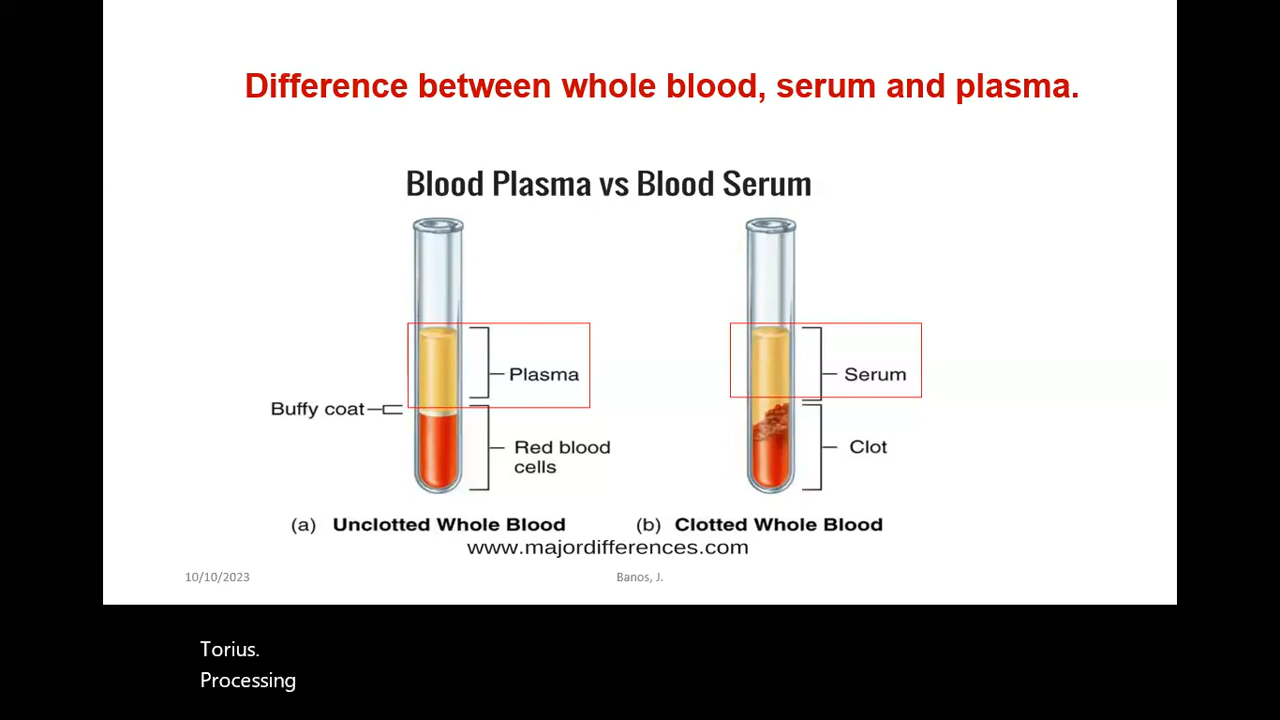 Difference between whole blood, serum and plasma.
Blood Plasma vs Blood Serum
Plasma
Serum
Buffy coat
Red blood
cells
Clot
(a) Unclotted Whole Blood
(b) Clotted Whole Blood
www.majordifferences.com
10/10/2023
Banos, J.
Torius.
Processing